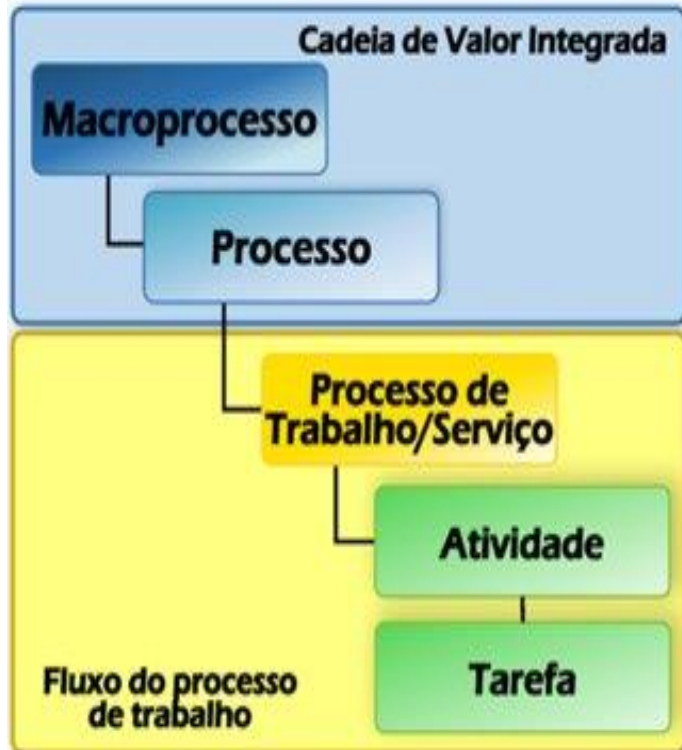 Cadeia de Valor Integrada
Macroprocesso
Processo
Processo de
Trabalho/Serviço
Atividade
Tarefa
Fluxo do processo
de trabalho